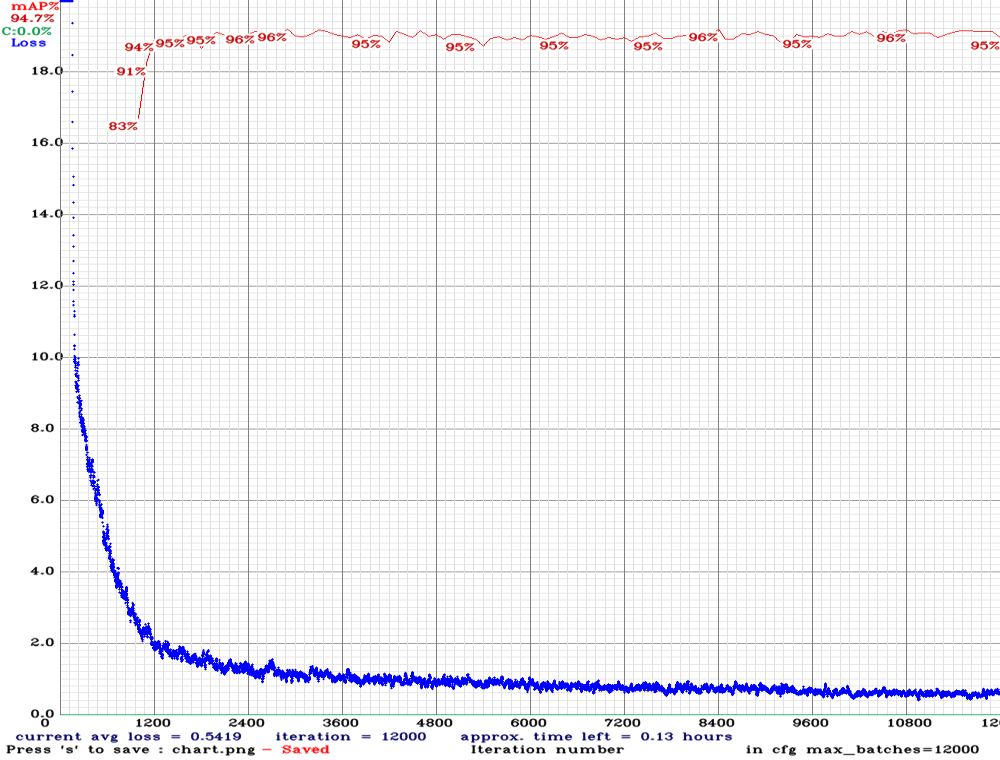 mAP%
94.7%
C:0.0%
Loss
94% 95% 95% 96% 96% 95% 95% 95% 95% 96% 95% 96% 95%
18.0 91%
83%
16.0
14.0
12.0
10.0
8.0
6.0
4.0
2.0
0.0
0 1200 2400 3600 4800 6000 7200 8400 9600 10800 12
current avg loss = 0.5419 iteration = 12000 approx. time left = 0.13 hours
Press 's' to save : chart.png - Saved Iteration number in cfg max_batches=12000